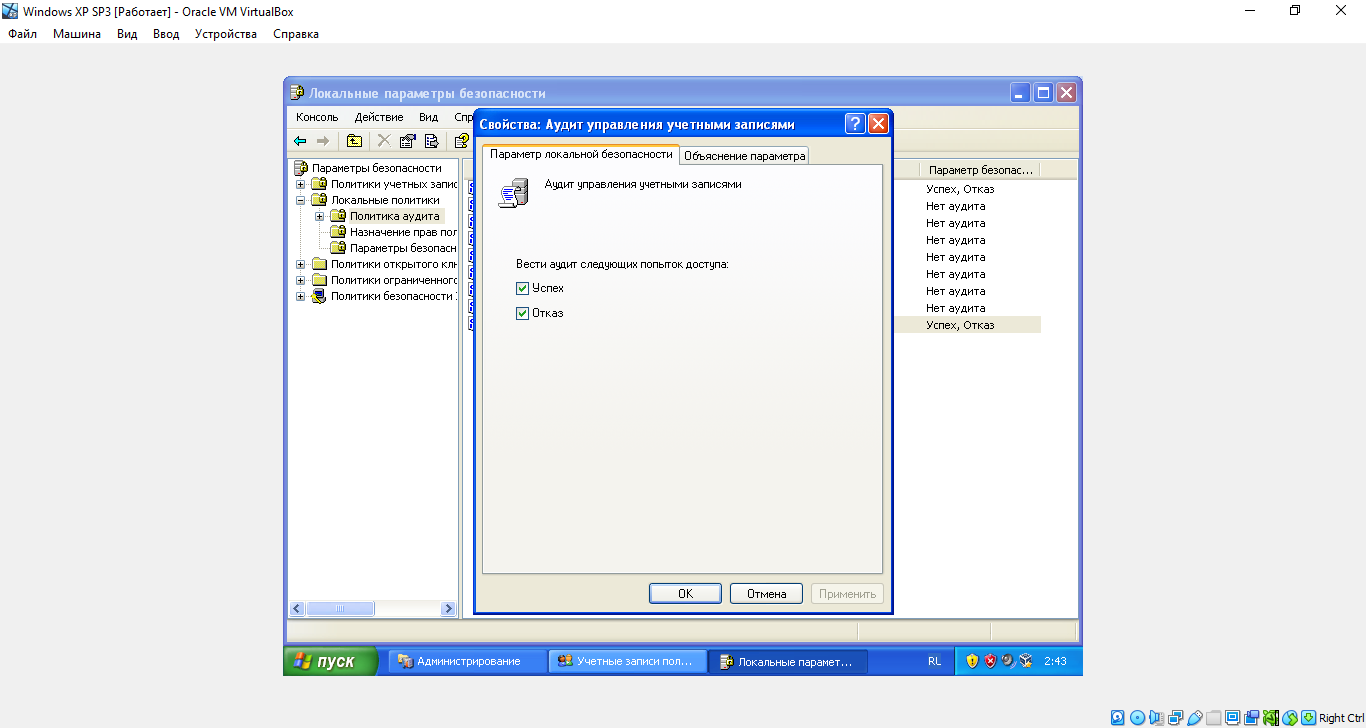 Windows XP SP3 [Работает] - Oracle VM VirtualBox
Файл Машина Вид Ввод Устройства Справка
Локальные параметры безопасности
Консоль Действие Вид Спр
Свойства: Аудит управления учетными записями
Параметр локальной безопасности Объяснение параметра
Аудит управления учетными записями
Вести аудит следующих попыток доступа:
Успех
Отказ
OK Отмена Применить
Параметры безопасности
Политики учетных запис
Локальные политики
Политика аудита
Назначение прав пол
Параметры безопасн
Политики открытого клю
Политики ограниченного
Политики безопасности
Параметр безопас...
Успех, Отказ
Нет аудита
Нет аудита
Нет аудита
Нет аудита
Нет аудита
Нет аудита
Нет аудита
Успех, Отказ
пуск Администрирование Учетные записи пол... Локальные парамет... RL 2:43
Right Ctrl